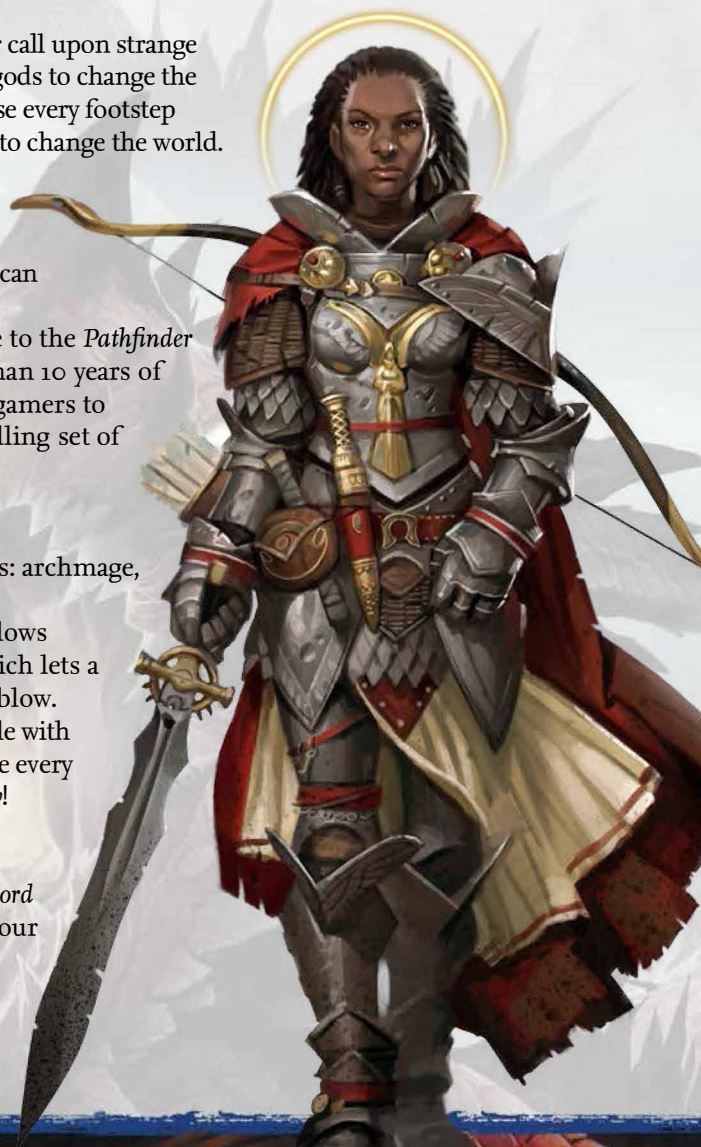 call upon strange
gods to change the
se every footstep
to change the world.
can
e to the Pathfinder
han 10 years of
gamers to
lling set of
s: archmage,
lows
ich lets a
blow.
le with
e every
!
ord
our